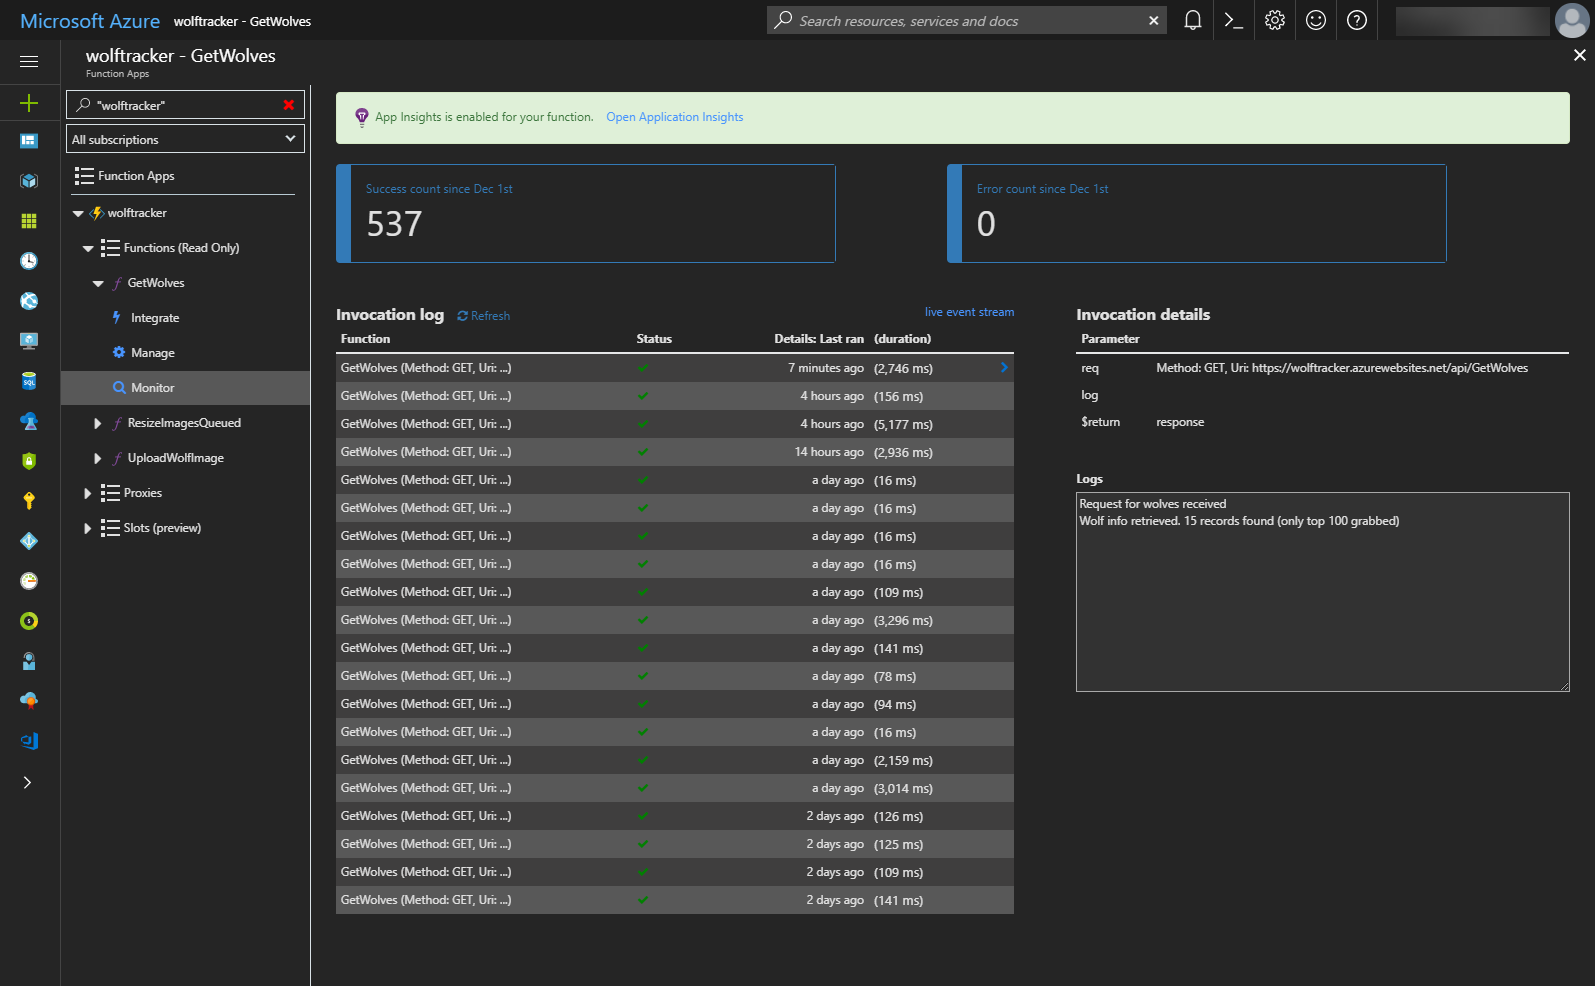 Microsoft Azure wolftracker - GetWolves
Search resources, services and docs
wolftracker - GetWolves
Function Apps
"wolftracker"
All subscriptions
Function Apps
wolftracker
Functions (Read Only)
GetWolves
Integrate
Manage
Monitor
ResizeImagesQueued
UploadWolfImage
Proxies
Slots (preview)
App Insights is enabled for your function. Open Application Insights
Success count since Dec 1st
537
Error count since Dec 1st
0
Invocation log Refresh live event stream
Function Status Details: Last ran (duration)
GetWolves (Method: GET, Uri: ...) 7 minutes ago (2,746 ms)
GetWolves (Method: GET, Uri: ...) 4 hours ago (156 ms)
GetWolves (Method: GET, Uri: ...) 4 hours ago (5,177 ms)
GetWolves (Method: GET, Uri: ...) 14 hours ago (2,936 ms)
GetWolves (Method: GET, Uri: ...) a day ago (16 ms)
GetWolves (Method: GET, Uri: ...) a day ago (16 ms)
GetWolves (Method: GET, Uri: ...) a day ago (16 ms)
GetWolves (Method: GET, Uri: ...) a day ago (16 ms)
GetWolves (Method: GET, Uri: ...) a day ago (109 ms)
GetWolves (Method: GET, Uri: ...) a day ago (3,296 ms)
GetWolves (Method: GET, Uri: ...) a day ago (141 ms)
GetWolves (Method: GET, Uri: ...) a day ago (78 ms)
GetWolves (Method: GET, Uri: ...) a day ago (94 ms)
GetWolves (Method: GET, Uri: ...) a day ago (16 ms)
GetWolves (Method: GET, Uri: ...) a day ago (2,159 ms)
GetWolves (Method: GET, Uri: ...) a day ago (3,014 ms)
GetWolves (Method: GET, Uri: ...) 2 days ago (126 ms)
GetWolves (Method: GET, Uri: ...) 2 days ago (125 ms)
GetWolves (Method: GET, Uri: ...) 2 days ago (109 ms)
GetWolves (Method: GET, Uri: ...) 2 days ago (141 ms)
Invocation details
Parameter
req Method: GET, Uri: https://wolftracker.azurewebsites.net/api/GetWolves
log
$return response
Logs
Request for wolves received
Wolf info retrieved. 15 records found (only top 100 grabbed)